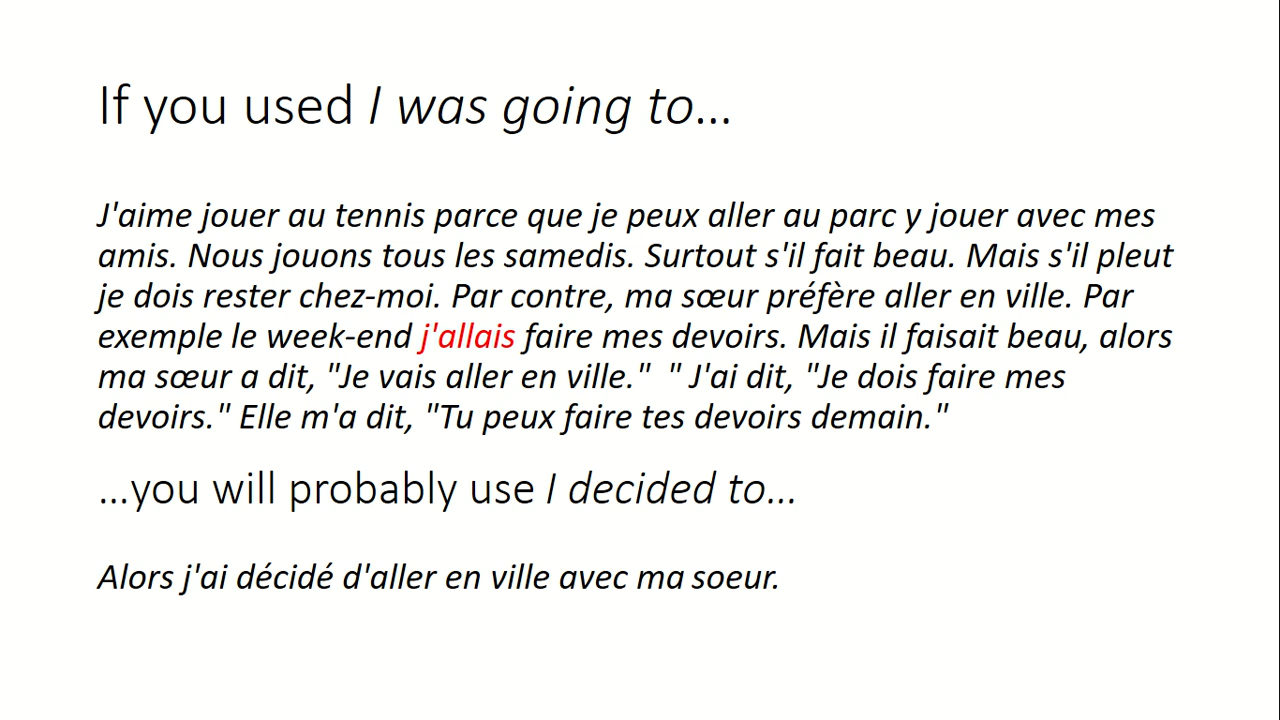 If you used I was going to...
J'aime jouer au tennis parce que je peux aller au parc y jouer avec mes
amis. Nous jouons tous les samedis. Surtout s'il fait beau. Mais s'il pleut
je dois rester chez-moi. Par contre, ma sœur préfère aller en ville. Par
exemple le week-end j'allais faire mes devoirs. Mais il faisait beau, alors
ma sœur a dit, "Je vais aller en ville."  " J'ai dit, "Je dois faire mes
devoirs." Elle m'a dit, "Tu peux faire tes devoirs demain."
...you will probably use I decided to...
Alors j'ai décidé d'aller en ville avec ma soeur.